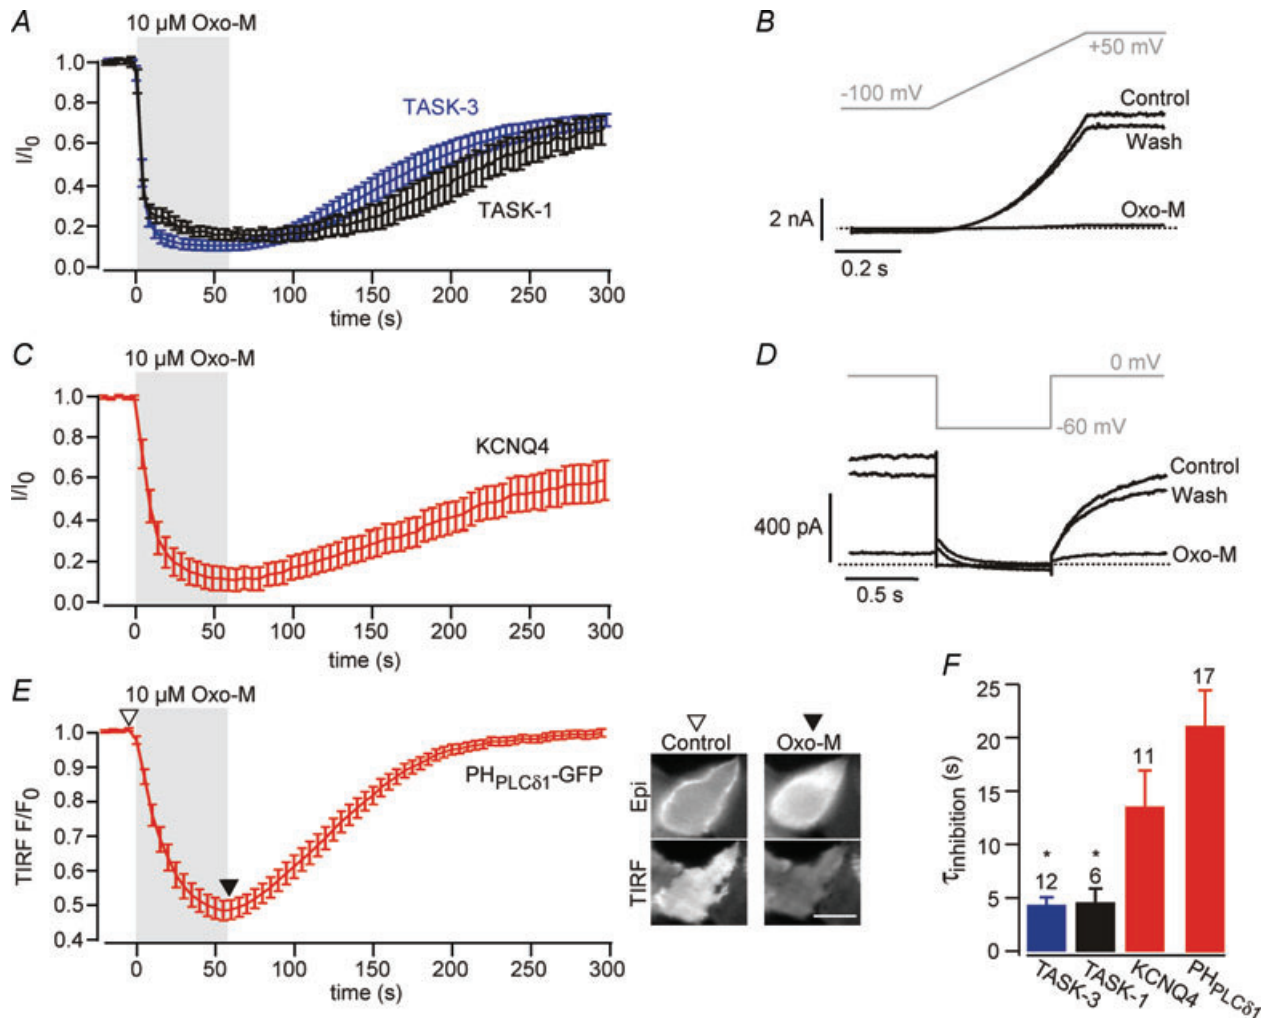 A
10 µM Oxo-M
I/I0
1.0
0.8
0.6
0.4
0.2
0.0
TASK-3
TASK-1
0 50 100 150 200 250 300
time (s)
B
-100 mV
+50 mV
Control
Wash
Oxo-M
2 nA
0.2 s
C
10 µM Oxo-M
I/I0
1.0
0.8
0.6
0.4
0.2
0.0
KCNQ4
0 50 100 150 200 250 300
time (s)
D
0 mV
-60 mV
Control
Wash
Oxo-M
400 pA
0.5 s
E
10 µM Oxo-M
TIRF F/F0
1.0
0.9
0.8
0.7
0.6
0.5
0.4
PHPLCδ1-GFP
0 50 100 150 200 250 300
time (s)
Control
Oxo-M
Epi
TIRF
F
τinhibition (s)
25
20
15
10
5
0
*
12
*
6
11
17
TASK-3
TASK-1
KCNQ4
PHPLCδ1